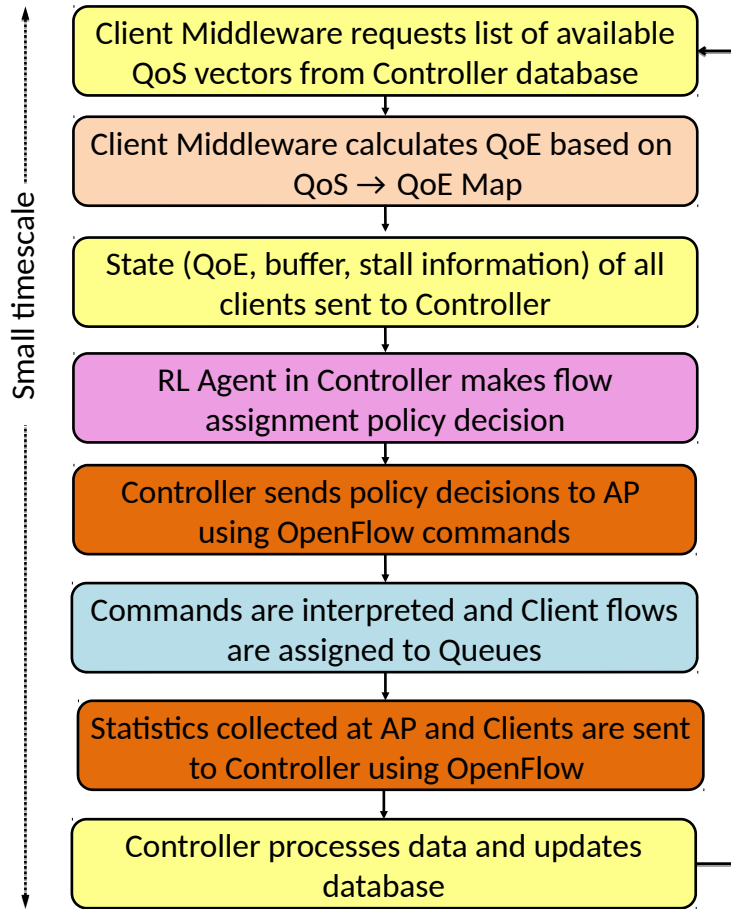 Client Middleware requests list of available
QoS vectors from Controller database
Client Middleware calculates QoE based on
QoS → QoE Map
Small timescale
State (QoE, buffer, stall information) of all
clients sent to Controller
RL Agent in Controller makes flow
assignment policy decision
Controller sends policy decisions to AP
using OpenFlow commands
Commands are interpreted and Client flows
are assigned to Queues
Statistics collected at AP and Clients are sent
to Controller using OpenFlow
Controller processes data and updates
database